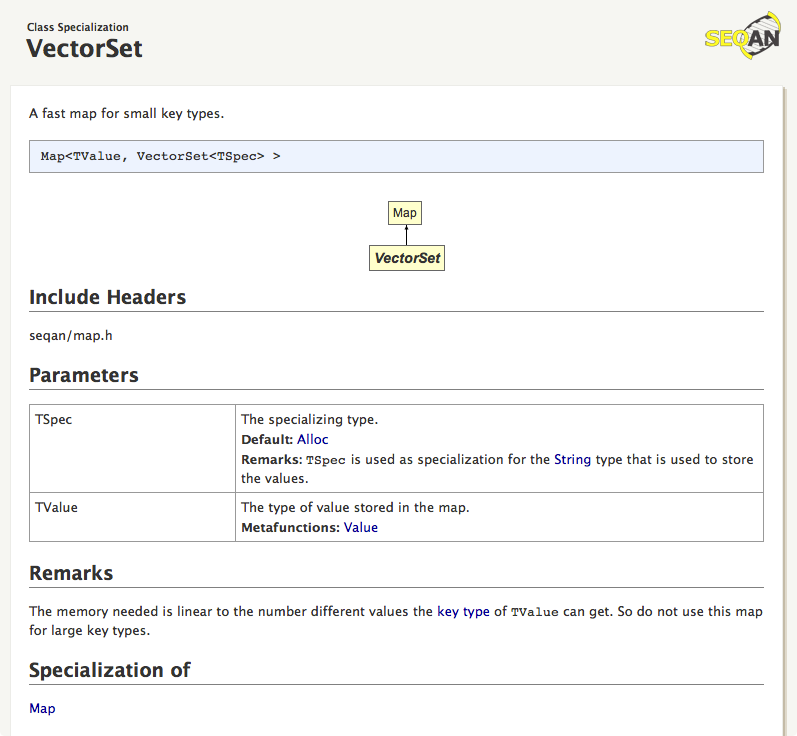 Class Specialization
VectorSet
SEQAN
A fast map for small key types.
Map<TValue, VectorSet<TSpec> >
Map
VectorSet
Include Headers
seqan/map.h
Parameters
TSpec
The specializing type.
Default: Alloc
Remarks: TSpec is used as specialization for the String type that is used to store
the values.
TValue
The type of value stored in the map.
Metafunctions: Value
Remarks
The memory needed is linear to the number different values the key type of TValue can get. So do not use this map
for large key types.
Specialization of
Map